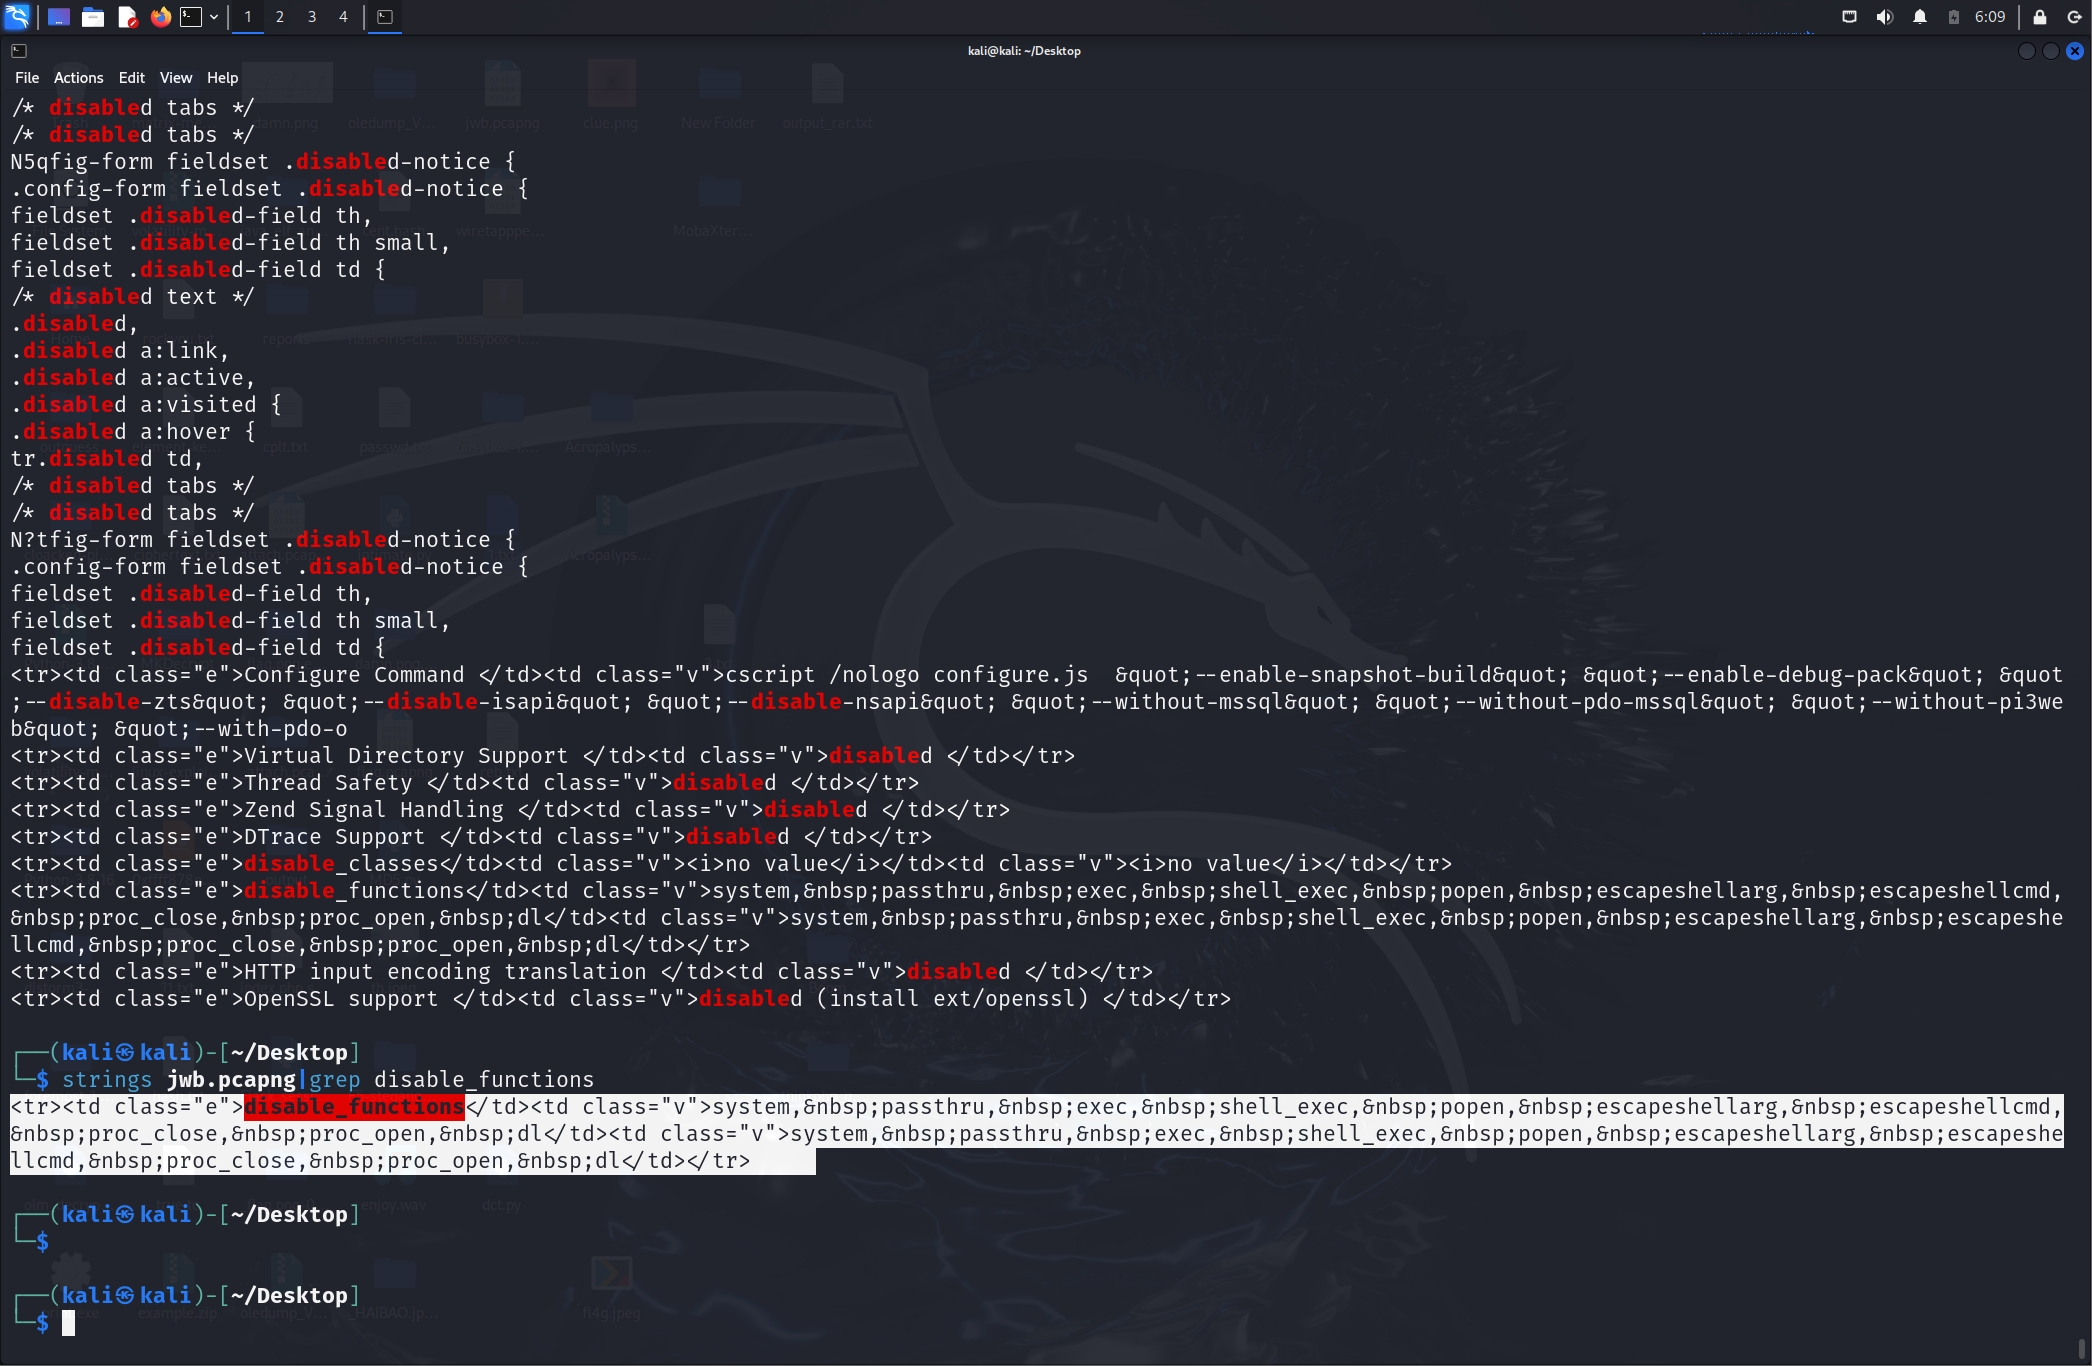 1 2 3 4
6:09
kali@kali: ~/Desktop
File Actions Edit View Help
/* disabled tabs */
/* disabled tabs */
N5qfig-form fieldset .disabled-notice {
.config-form fieldset .disabled-notice {
fieldset .disabled-field th,
fieldset .disabled-field th small,
fieldset .disabled-field td {
/* disabled text */
.disabled,
.disabled a:link,
.disabled a:active,
.disabled a:visited {
.disabled a:hover {
tr.disabled td,
/* disabled tabs */
/* disabled tabs */
N?tfig-form fieldset .disabled-notice {
.config-form fieldset .disabled-notice {
fieldset .disabled-field th,
fieldset .disabled-field th small,
fieldset .disabled-field td {
<tr><td class="e">Configure Command </td><td class="v">cscript /nologo configure.js  &quot;--enable-snapshot-build&quot; &quot;--enable-debug-pack&quot; &quot
;--disable-zts&quot; &quot;--disable-isapi&quot; &quot;--disable-nsapi&quot; &quot;--without-mssql&quot; &quot;--without-pdo-mssql&quot; &quot;--without-pi3we
b&quot; &quot;--with-pdo-o
<tr><td class="e">Virtual Directory Support </td><td class="v">disabled </td></tr>
<tr><td class="e">Thread Safety </td><td class="v">disabled </td></tr>
<tr><td class="e">Zend Signal Handling </td><td class="v">disabled </td></tr>
<tr><td class="e">DTrace Support </td><td class="v">disabled </td></tr>
<tr><td class="e">disable_classes</td><td class="v"><i>no value</i></td><td class="v"><i>no value</i></td></tr>
<tr><td class="e">disable_functions</td><td class="v">system,&nbsp;passthru,&nbsp;exec,&nbsp;shell_exec,&nbsp;popen,&nbsp;escapeshellarg,&nbsp;escapeshellcmd,
&nbsp;proc_close,&nbsp;proc_open,&nbsp;dl</td><td class="v">system,&nbsp;passthru,&nbsp;exec,&nbsp;shell_exec,&nbsp;popen,&nbsp;escapeshellarg,&nbsp;escapeshe
llcmd,&nbsp;proc_close,&nbsp;proc_open,&nbsp;dl</td></tr>
<tr><td class="e">HTTP input encoding translation </td><td class="v">disabled </td></tr>
<tr><td class="e">OpenSSL support </td><td class="v">disabled (install ext/openssl) </td></tr>
┌──(kali㉿kali)-[~/Desktop]
└─$ strings jwb.pcapng|grep disable_functions
<tr><td class="e">disable_functions</td><td class="v">system,&nbsp;passthru,&nbsp;exec,&nbsp;shell_exec,&nbsp;popen,&nbsp;escapeshellarg,&nbsp;escapeshellcmd,
&nbsp;proc_close,&nbsp;proc_open,&nbsp;dl</td><td class="v">system,&nbsp;passthru,&nbsp;exec,&nbsp;shell_exec,&nbsp;popen,&nbsp;escapeshellarg,&nbsp;escapeshe
llcmd,&nbsp;proc_close,&nbsp;proc_open,&nbsp;dl</td></tr>
┌──(kali㉿kali)-[~/Desktop]
└─$
┌──(kali㉿kali)-[~/Desktop]
└─$